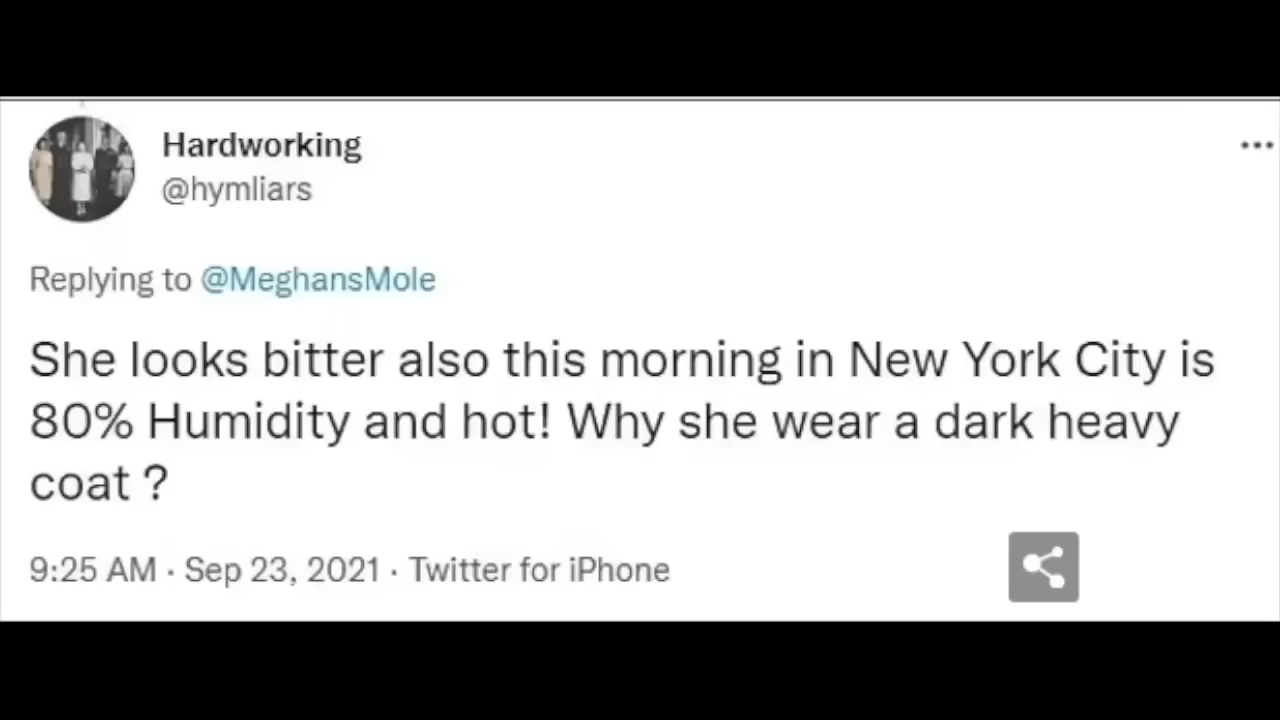 Hardworking
@hymliars
Replying to @MeghansMole
She looks bitter also this morning in New York City is
80% Humidity and hot! Why she wear a dark heavy
coat ?
9:25 AM · Sep 23, 2021 · Twitter for iPhone